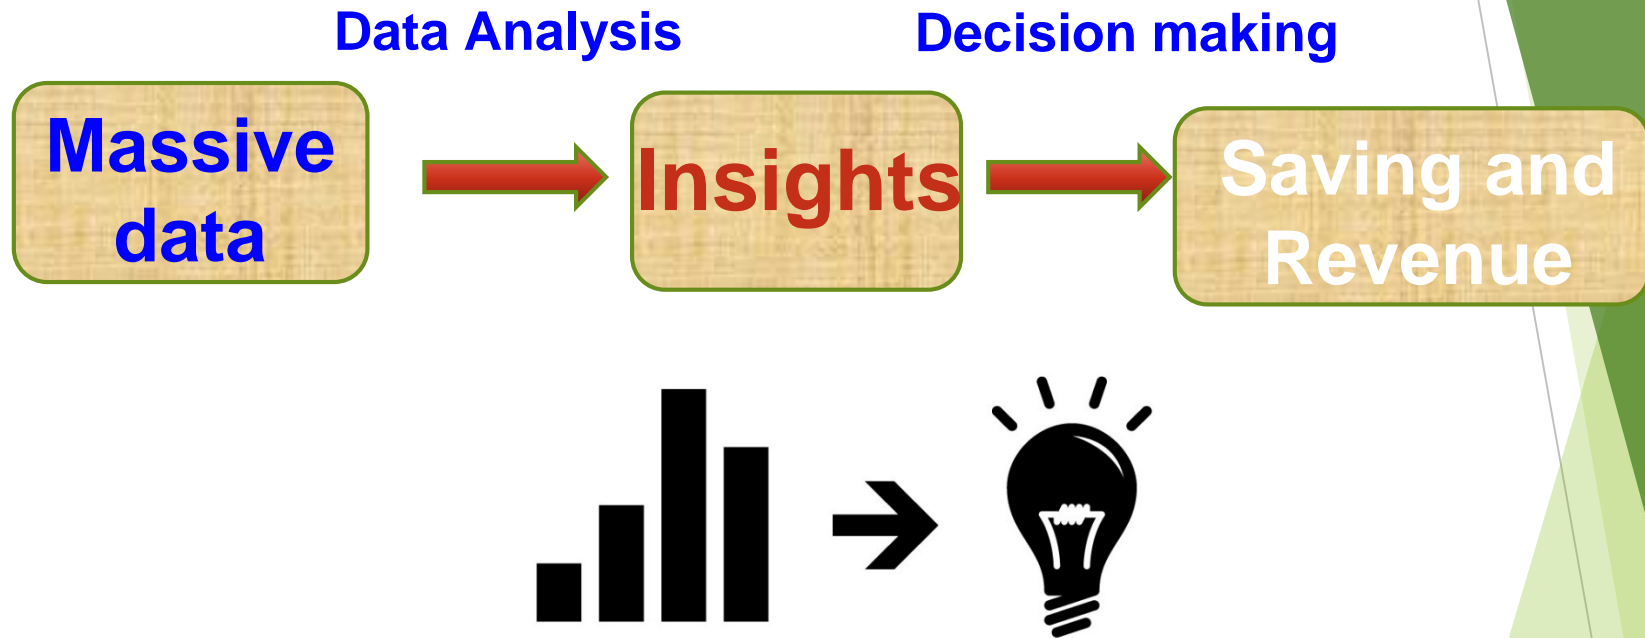 Data Analysis
Decision making
Massive
data
Insights
Saving and
Revenue